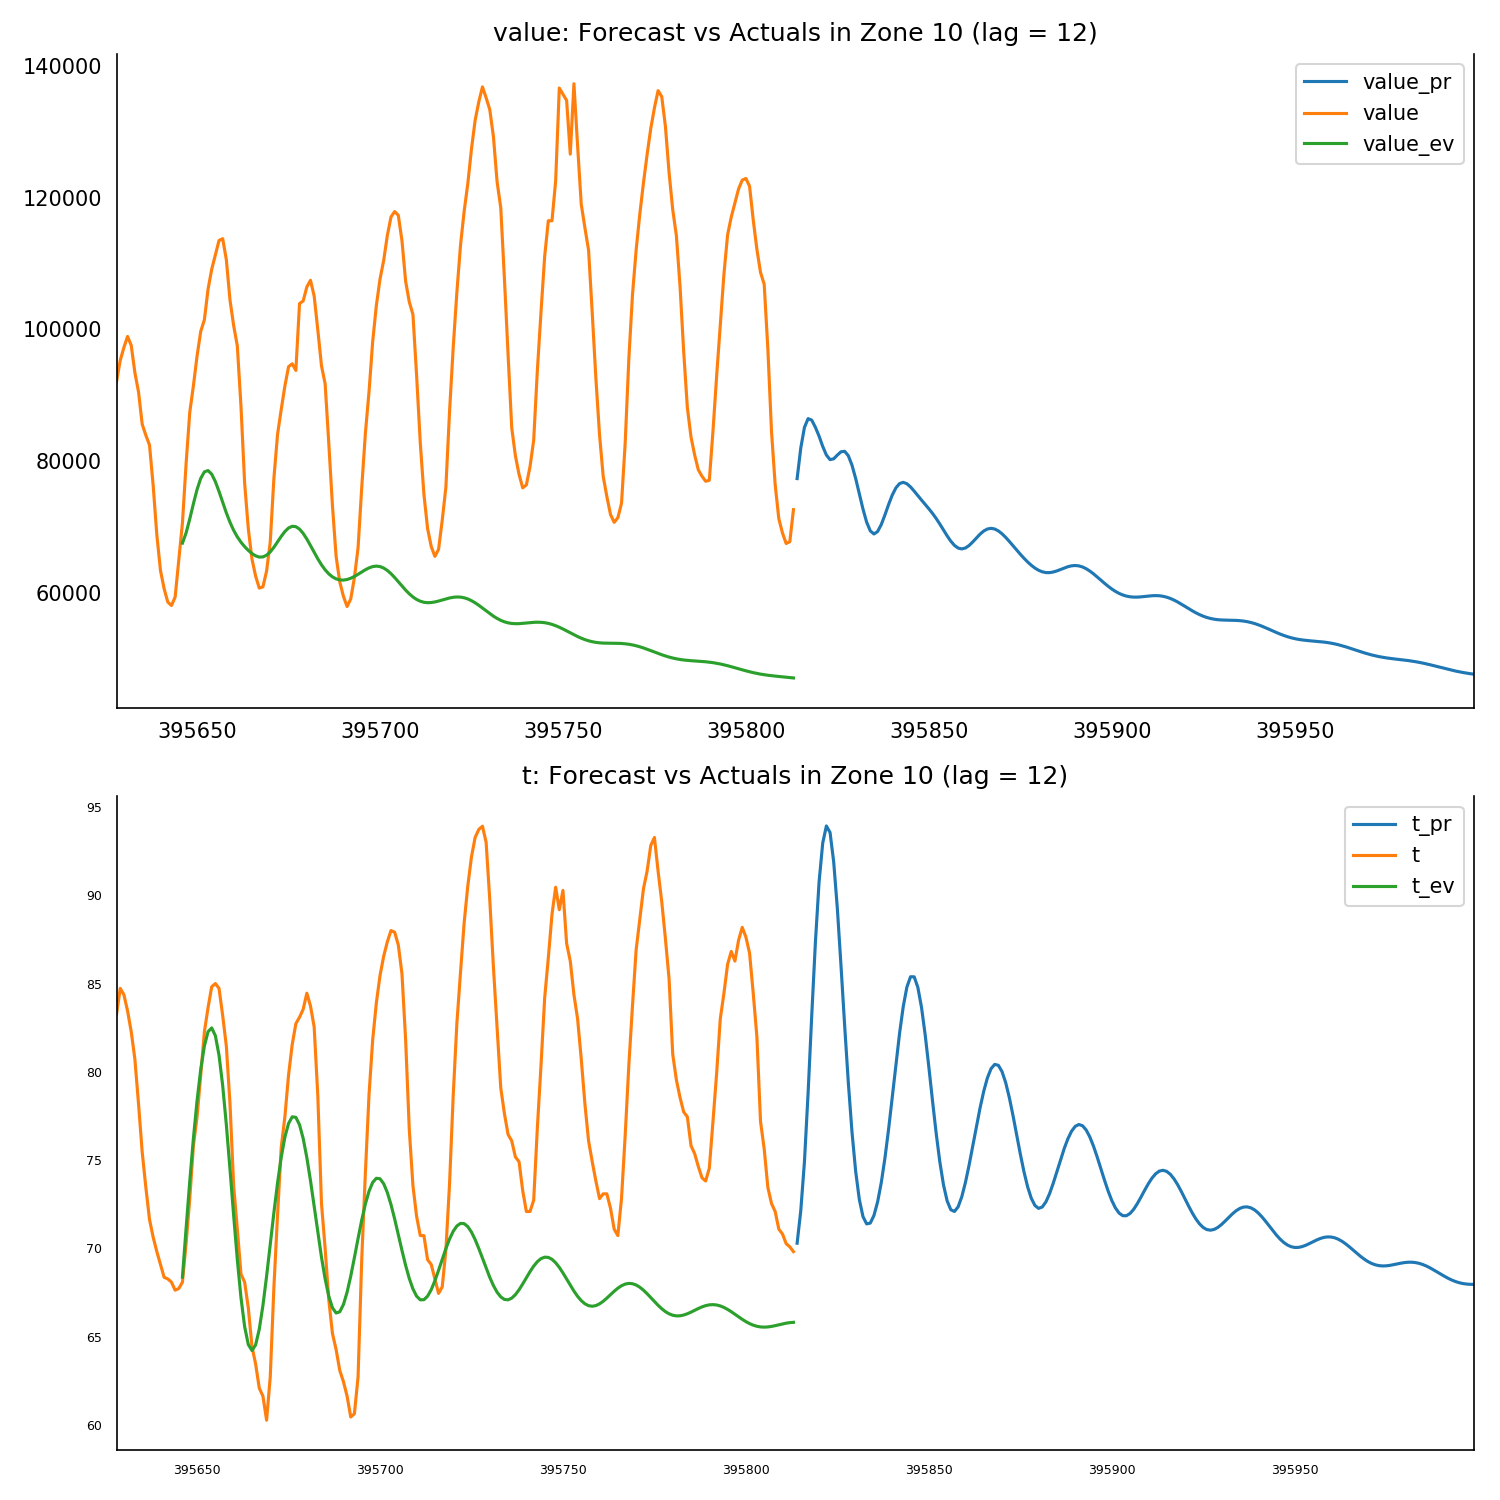 value: Forecast vs Actuals in Zone 10 (lag = 12)
140000
120000
100000
80000
60000
value_pr
value
value_ev
395650 395700 395750 395800 395850 395900 395950
t: Forecast vs Actuals in Zone 10 (lag = 12)
95
90
85
80
75
70
65
60
t_pr
t
t_ev
395650 395700 395750 395800 395850 395900 395950